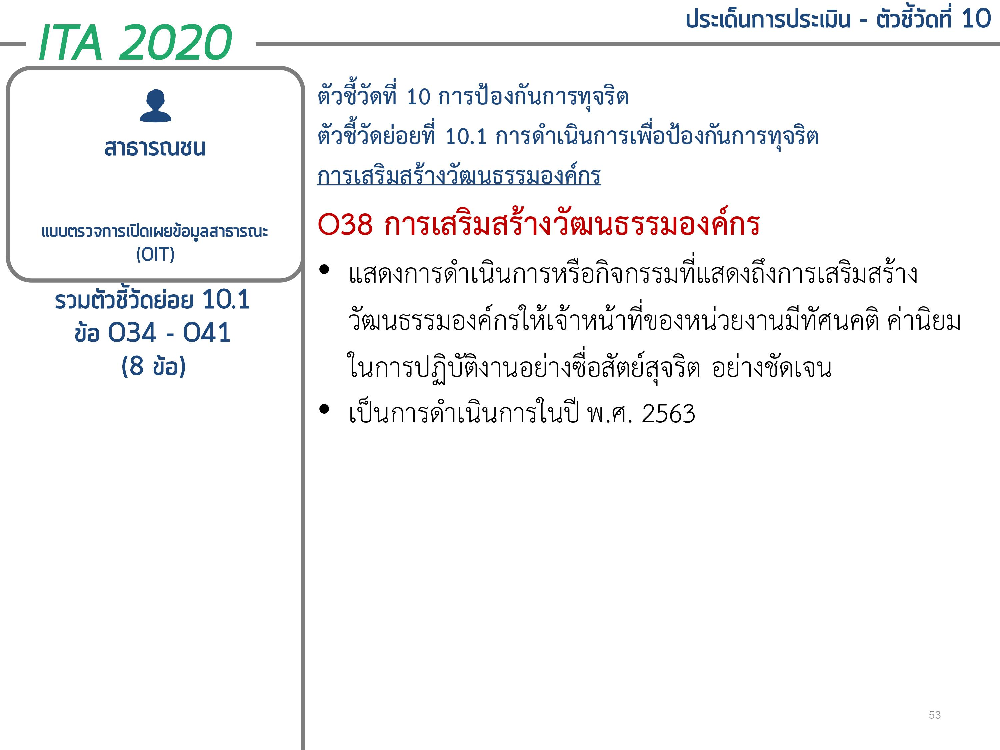 ประเด็นการประเมิน - ตัวชี้วัดที่ 10
ITA 2020
สาธารณชน
แบบตรวจการเปิดเผยข้อมูลสาธารณะ
(OIT)
รวมตัวชี้วัดย่อย 10.1
ข้อ O34 - O41
(8 ข้อ)
ตัวชี้วัดที่ 10 การป้องกันการทุจริต
ตัวชี้วัดย่อยที่ 10.1 การดำเนินการเพื่อป้องกันการทุจริต
การเสริมสร้างวัฒนธรรมองค์กร
O38 การเสริมสร้างวัฒนธรรมองค์กร
• แสดงการดำเนินการหรือกิจกรรมที่แสดงถึงการเสริมสร้าง
วัฒนธรรมองค์กรให้เจ้าหน้าที่ของหน่วยงานมีทัศนคติ ค่านิยม
ในการปฏิบัติงานอย่างซื่อสัตย์สุจริต อย่างชัดเจน
• เป็นการดำเนินการในปี พ.ศ. 2563
53